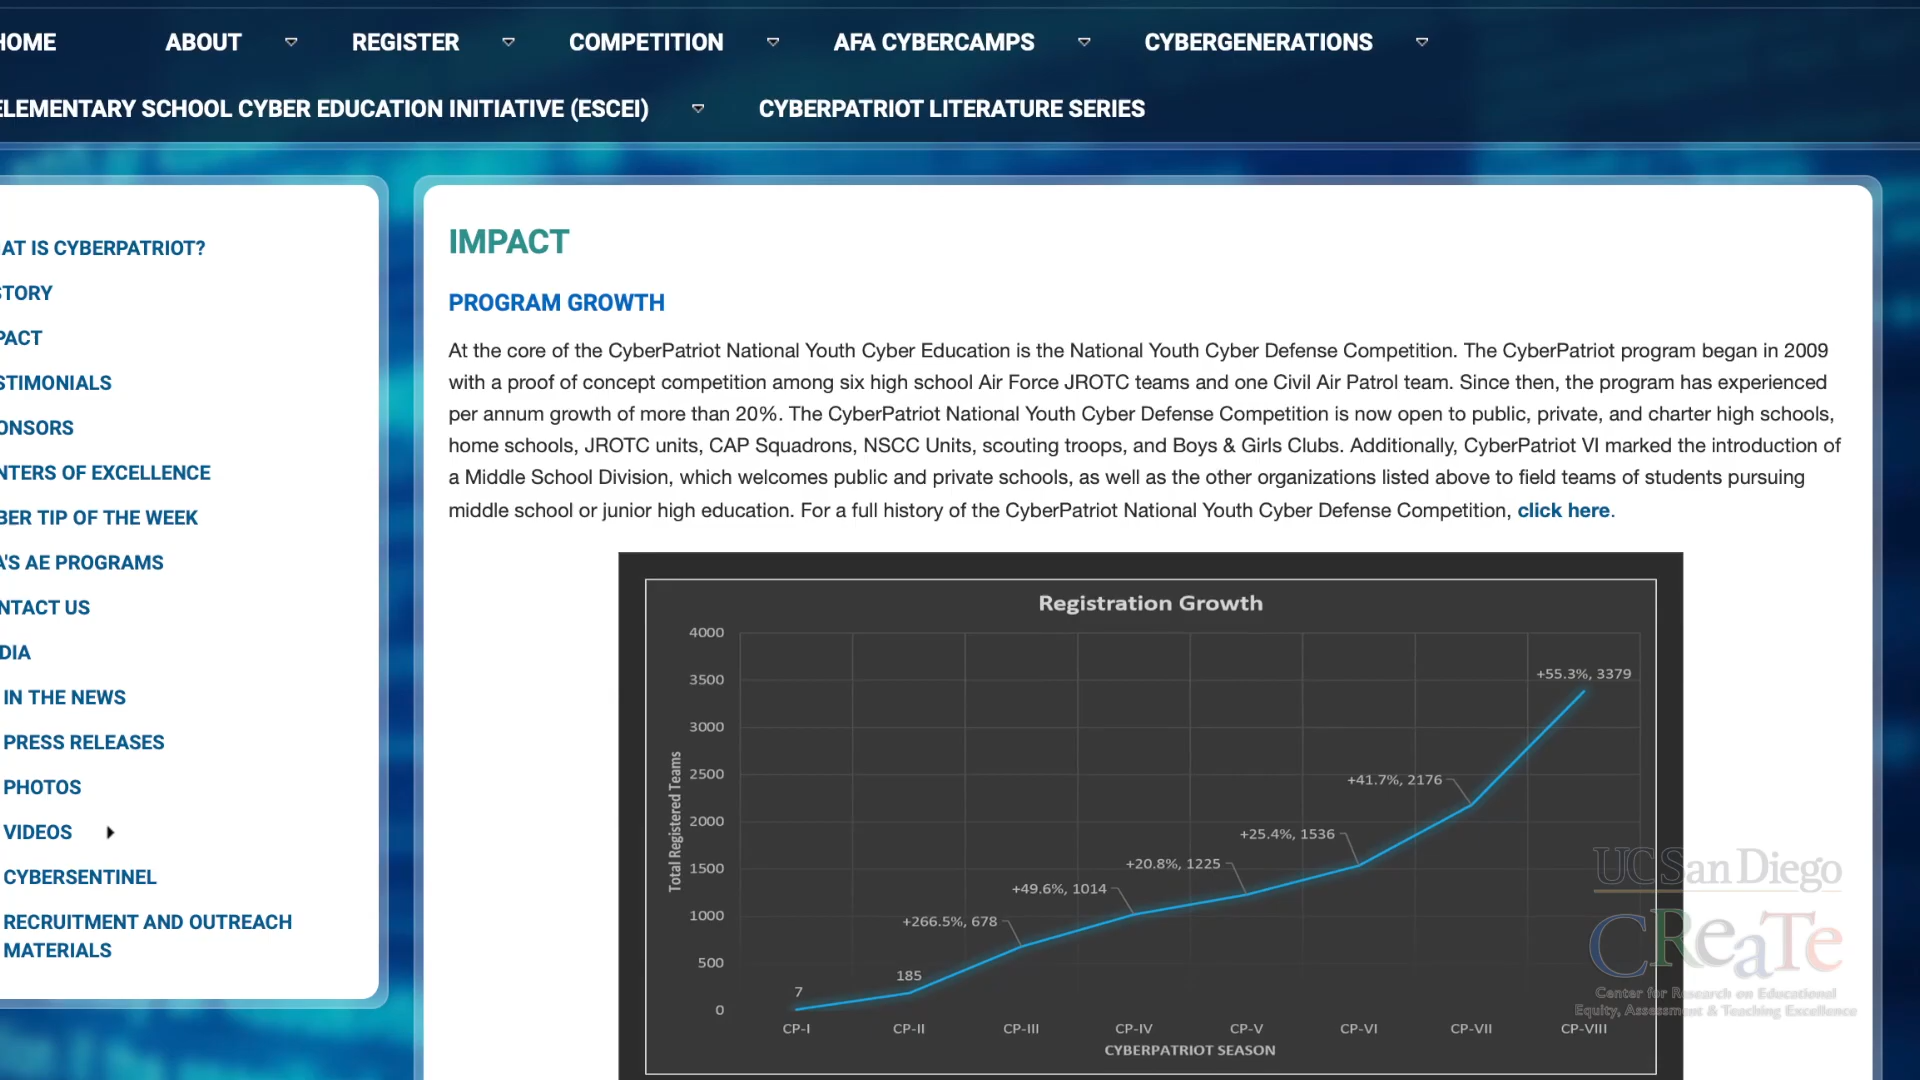 HOME ABOUT REGISTER COMPETITION AFA CYBERCAMPS CYBERGENERATIONS
ELEMENTARY SCHOOL CYBER EDUCATION INITIATIVE (ESCEI) CYBERPATRIOT LITERATURE SERIES
AT IS CYBERPATRIOT?
STORY
PACT
STIMONIALS
ONSORS
NTERS OF EXCELLENCE
BER TIP OF THE WEEK
A'S AE PROGRAMS
NTACT US
DIA
IN THE NEWS
PRESS RELEASES
PHOTOS
VIDEOS
CYBERSENTINEL
RECRUITMENT AND OUTREACH
MATERIALS
IMPACT
PROGRAM GROWTH
At the core of the CyberPatriot National Youth Cyber Education is the National Youth Cyber Defense Competition. The CyberPatriot program began in 2009
with a proof of concept competition among six high school Air Force JROTC teams and one Civil Air Patrol team. Since then, the program has experienced
per annum growth of more than 20%. The CyberPatriot National Youth Cyber Defense Competition is now open to public, private, and charter high schools,
home schools, JROTC units, CAP Squadrons, NSCC Units, scouting troops, and Boys & Girls Clubs. Additionally, CyberPatriot VI marked the introduction of
a Middle School Division, which welcomes public and private schools, as well as the other organizations listed above to field teams of students pursuing
middle school or junior high education. For a full history of the CyberPatriot National Youth Cyber Defense Competition, click here.
Registration Growth
Total Registered Teams
4000
3500
3000
2500
2000
1500
1000
500
0
7
185
+266.5%, 678
+49.6%, 1014
+20.8%, 1225
+25.4%, 1536
+41.7%, 2176
+55.3%, 3379
CP-I CP-II CP-III CP-IV CP-V CP-VI CP-VII CP-VIII
CYBERPATRIOT SEASON
UC San Diego
CReaTe
Center for Research on Educational
Equity, Assessment & Teaching Excellence